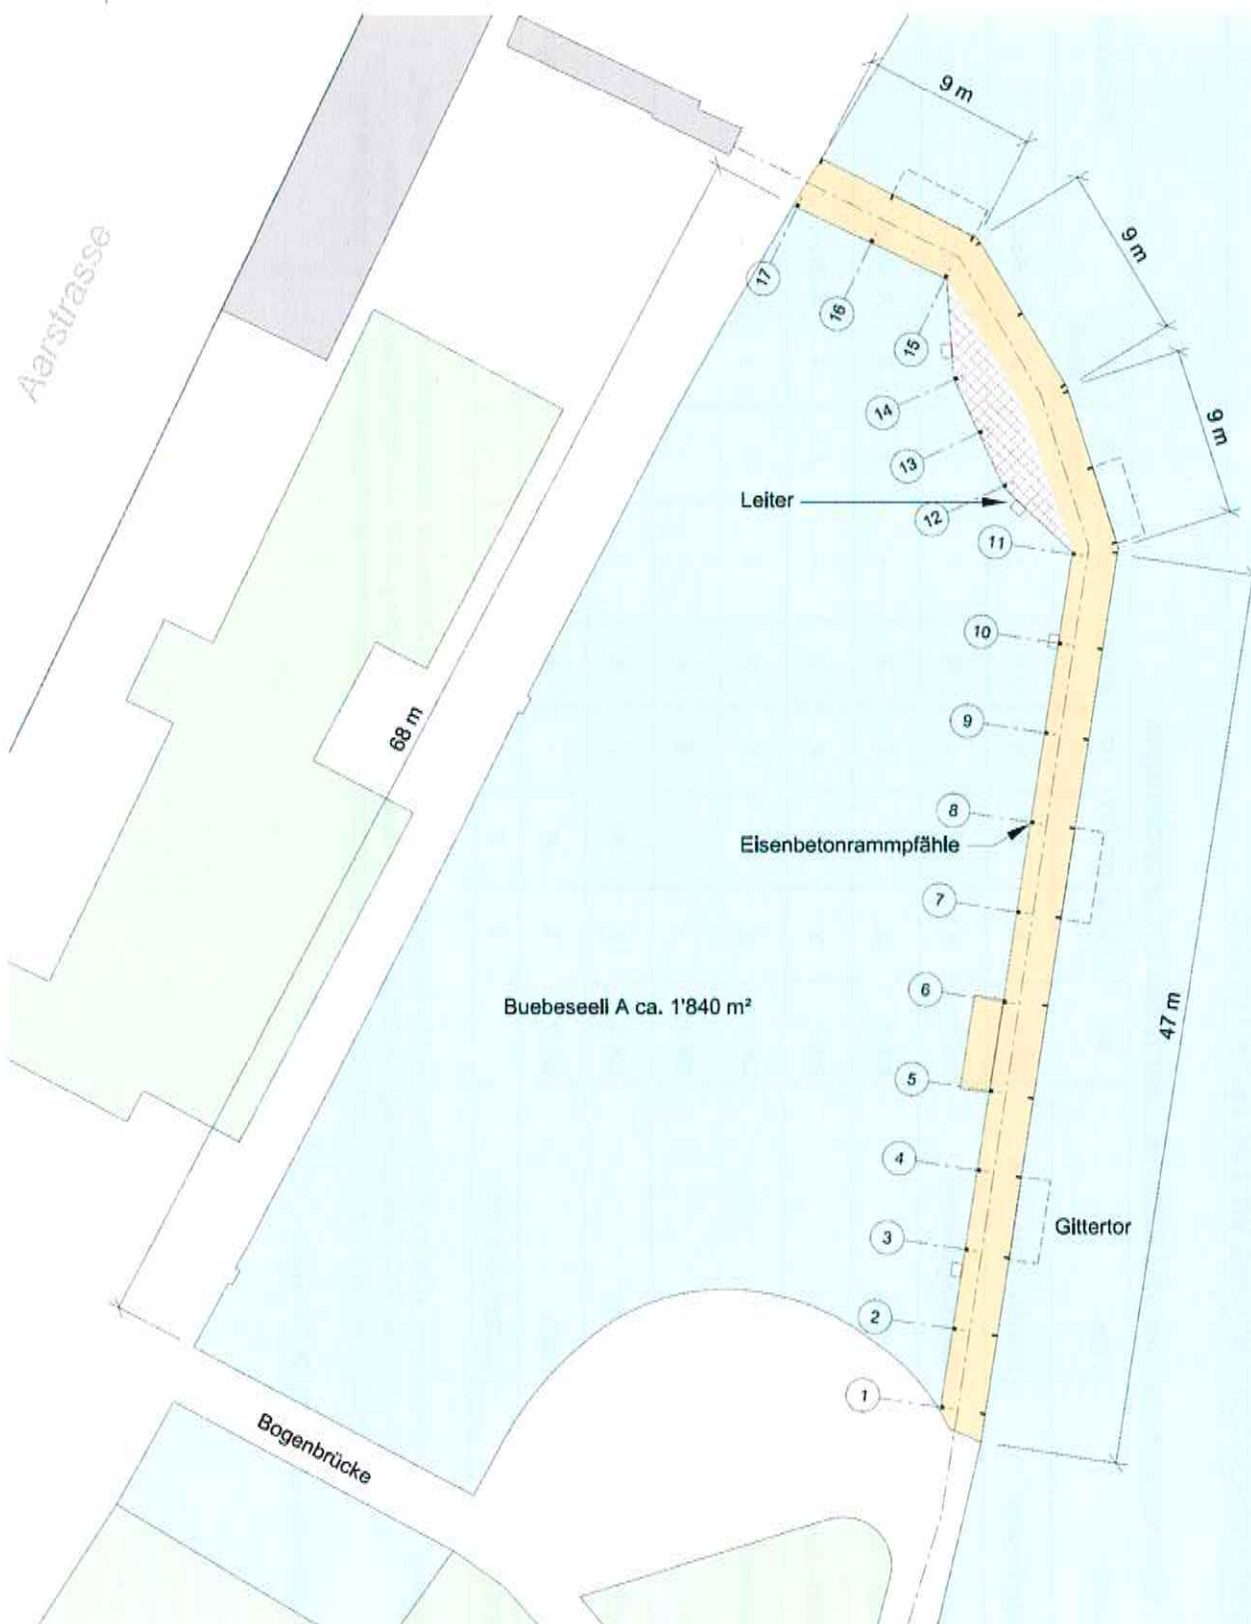 9 m
Aarstrasse
9 m
17
16
15
9 m
14
13
Leiter
12
11
10
9
68 m
8
Eisenbetonrammpfähle
7
6
Buebeseeli A ca. 1'840 m²
47 m
5
4
Gittertor
3
2
1
Bogenbrücke